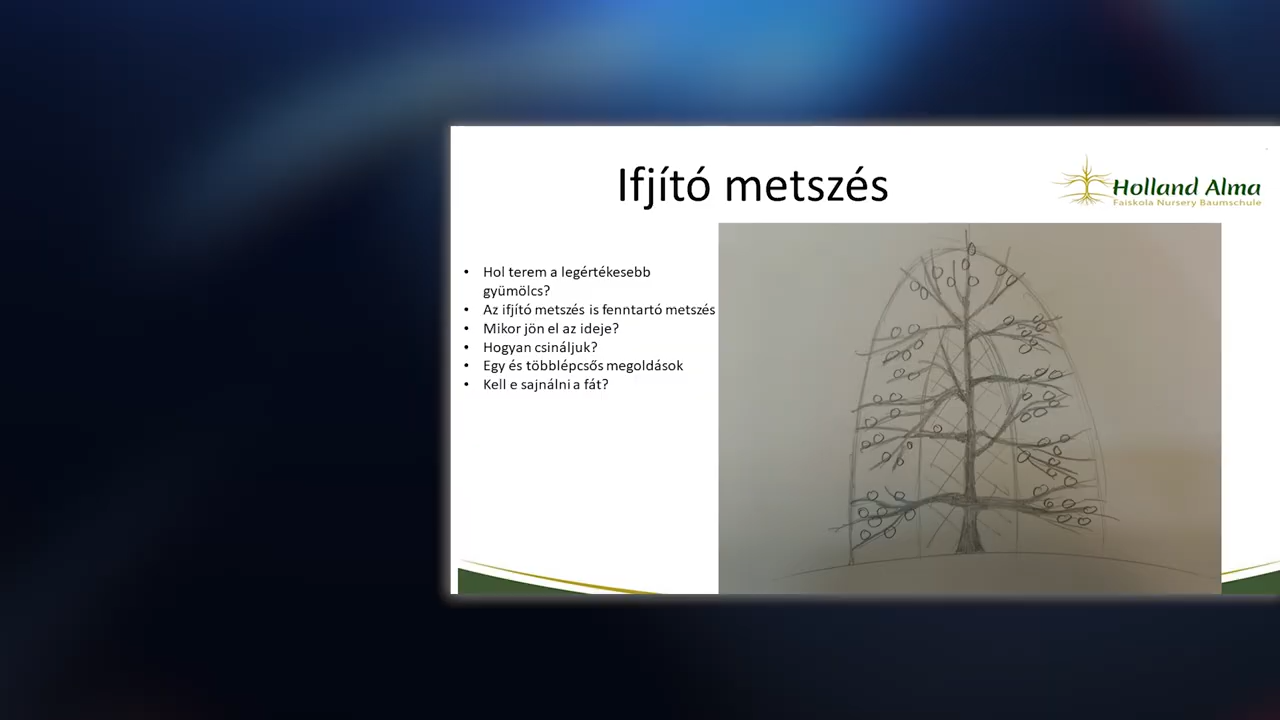 Ifjító metszés
Holland Alma
Faiskola Nursery Baumschule
• Hol terem a legértékesebb
gyümölcs?
• Az ifjító metszés is fenntartó metszés
• Mikor jön el az ideje?
• Hogyan csináljuk?
• Egy és többlépcsős megoldások
• Kell e sajnálni a fát?